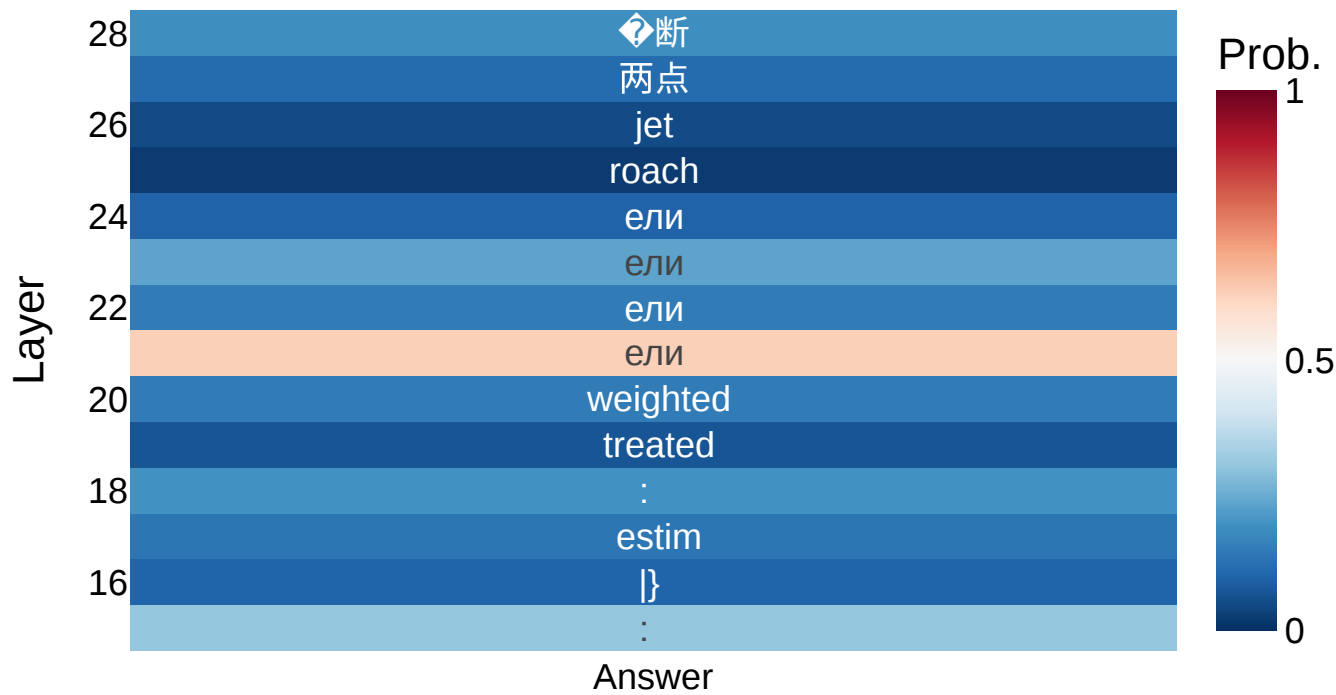 28 �断
Prob.
两点
1
26 jet
roach
24 ели
ели
22 ели
0.5
Layer
ели
20 weighted
treated
18 :
estim
16 |}
:
0
Answer